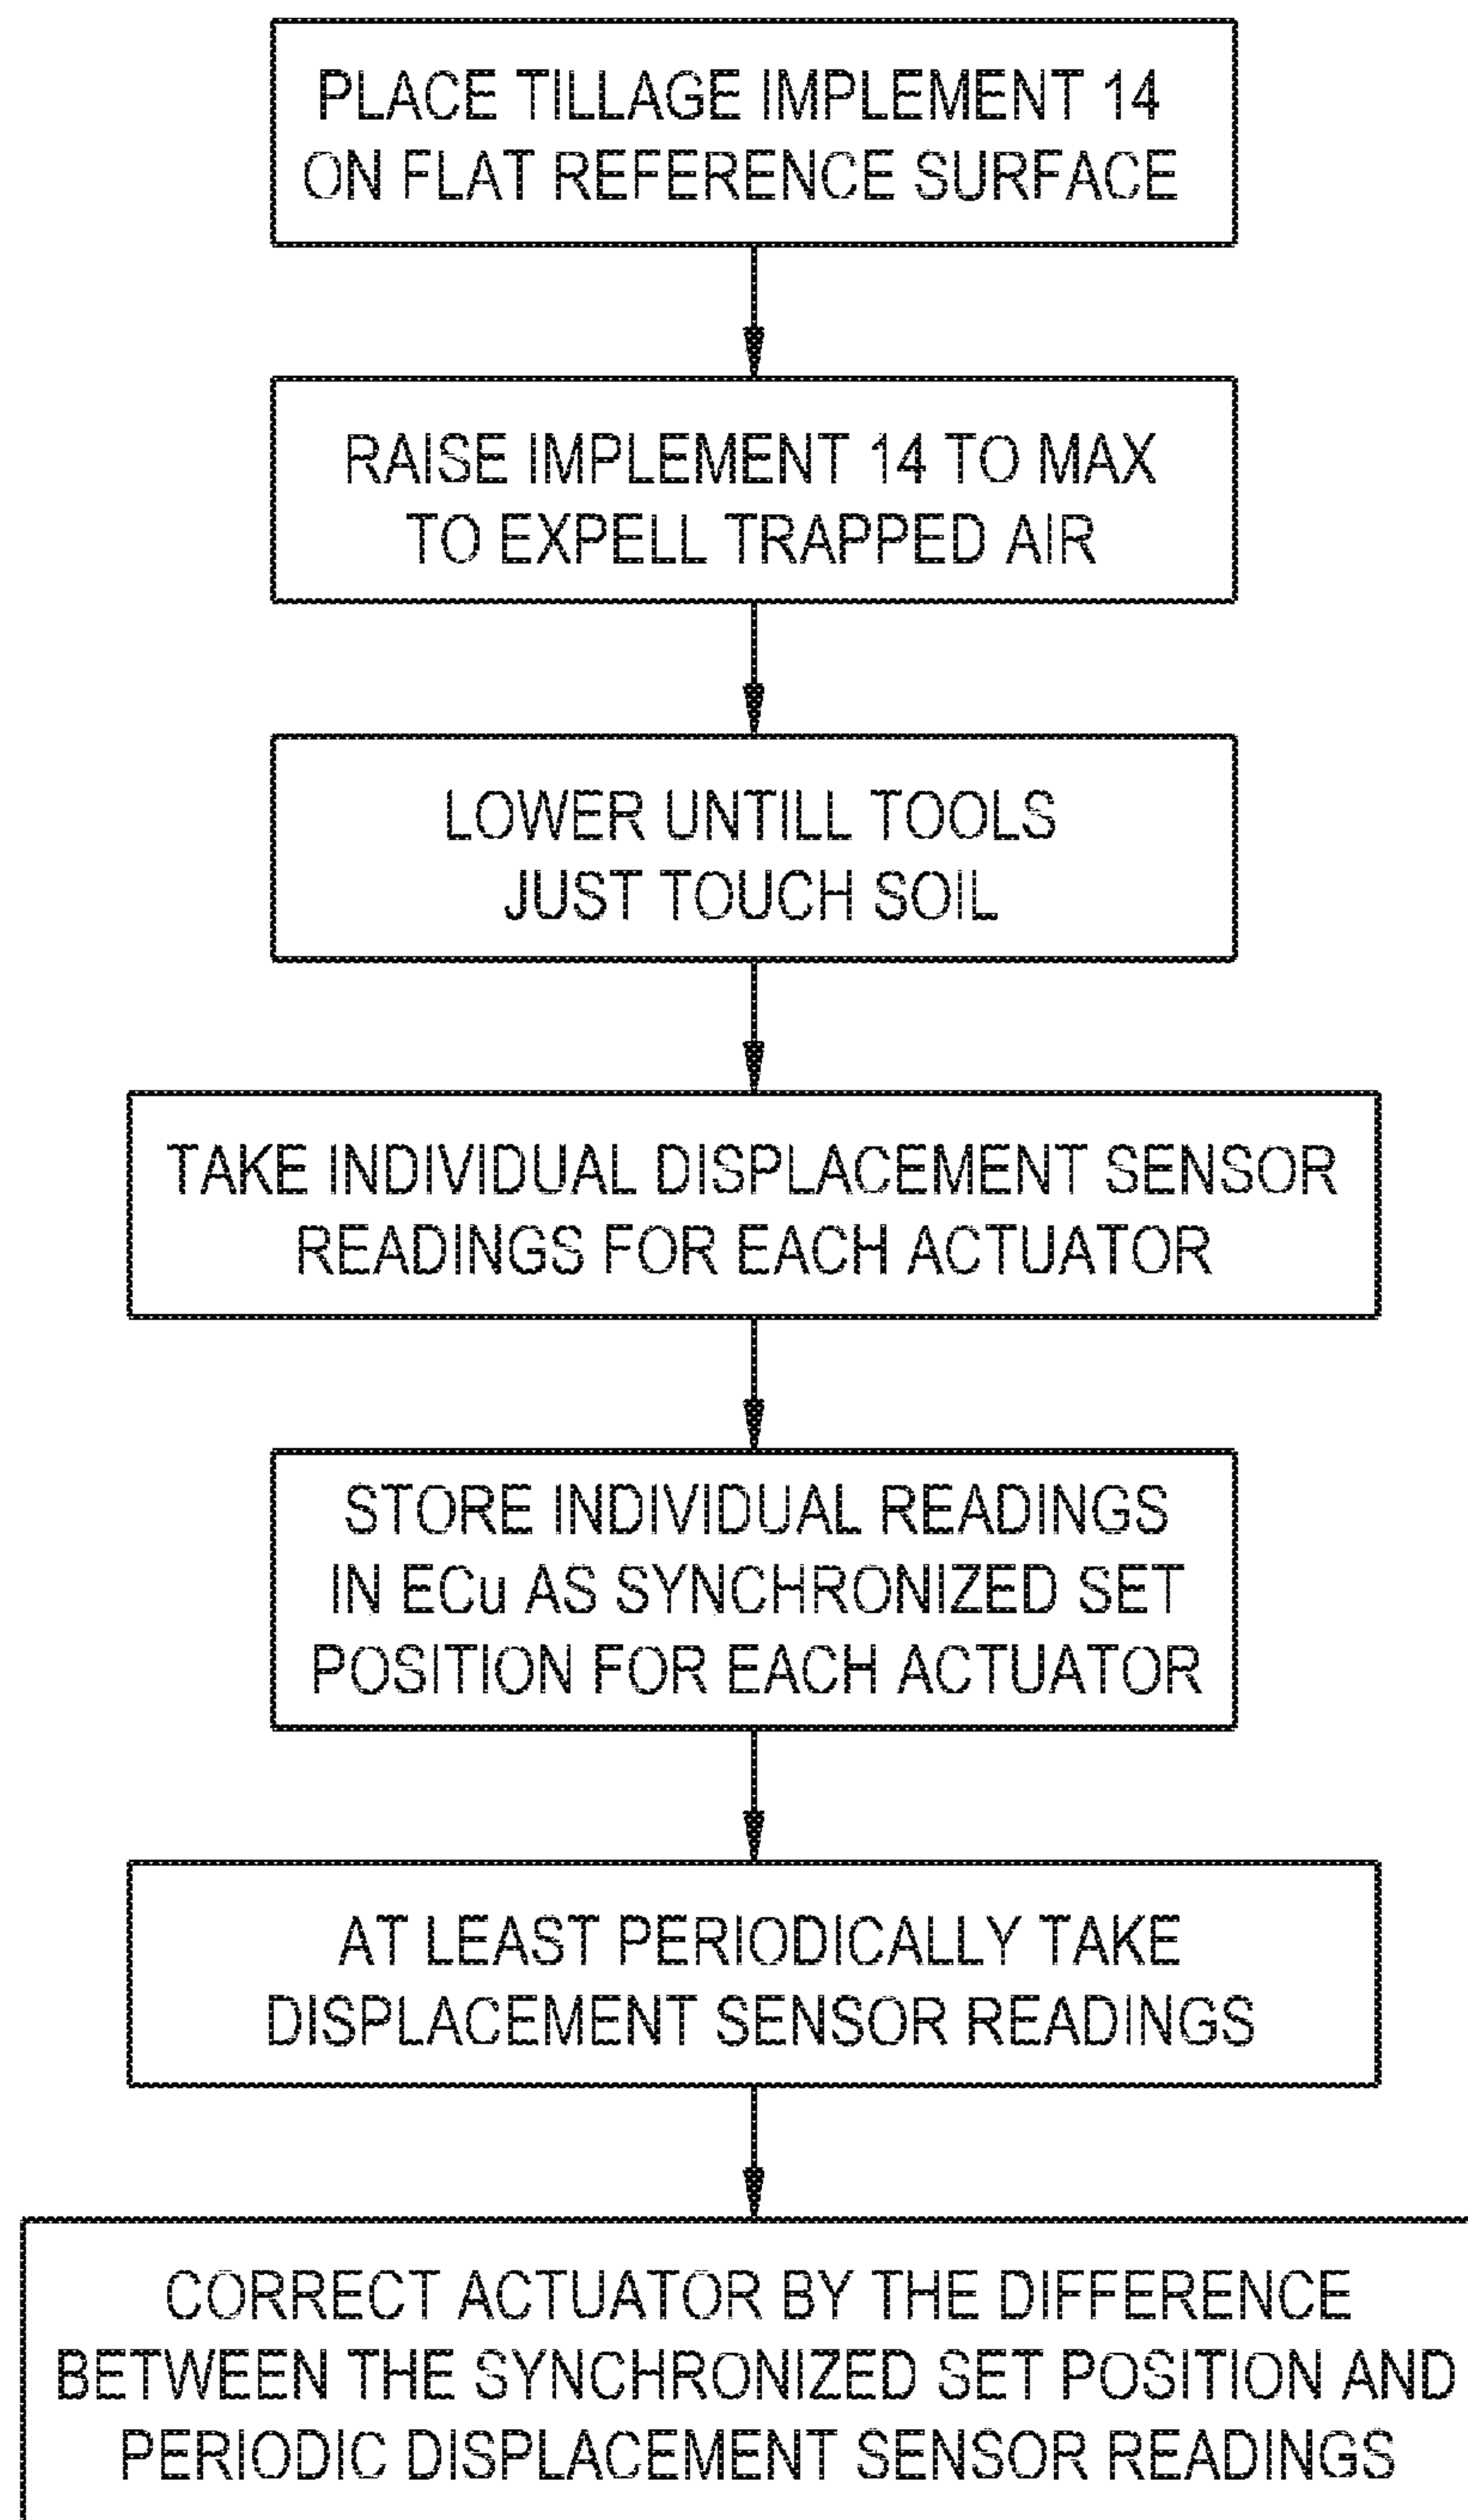 PLACE TILLAGE IMPLEMENT 14
ON FLAT REFERENCE SURFACE
RAISE IMPLEMENT 14 TO MAX
TO EXPELL TRAPPED AIR
LOWER UNTILL TOOLS
JUST TOUCH SOIL
TAKE INDIVIDUAL DISPLACEMENT SENSOR
READINGS FOR EACH ACTUATOR
STORE INDIVIDUAL READINGS
IN ECu AS SYNCHRONIZED SET
POSITION FOR EACH ACTUATOR
AT LEAST PERIODICALLY TAKE
DISPLACEMENT SENSOR READINGS
CORRECT ACTUATOR BY THE DIFFERENCE
BETWEEN THE SYNCHRONIZED SET POSITION AND
PERIODIC DISPLACEMENT SENSOR READINGS